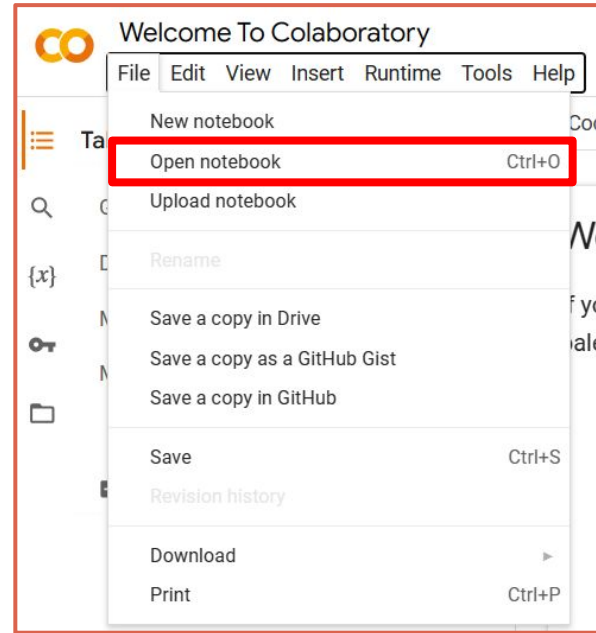 Welcome To Colaboratory
File Edit View Insert Runtime Tools Help
New notebook
Open notebook Ctrl+O
Upload notebook
Rename
{x}
Save a copy in Drive
Save a copy as a GitHub Gist
Save a copy in GitHub
Save Ctrl+S
Revision history
Download
Print Ctrl+P